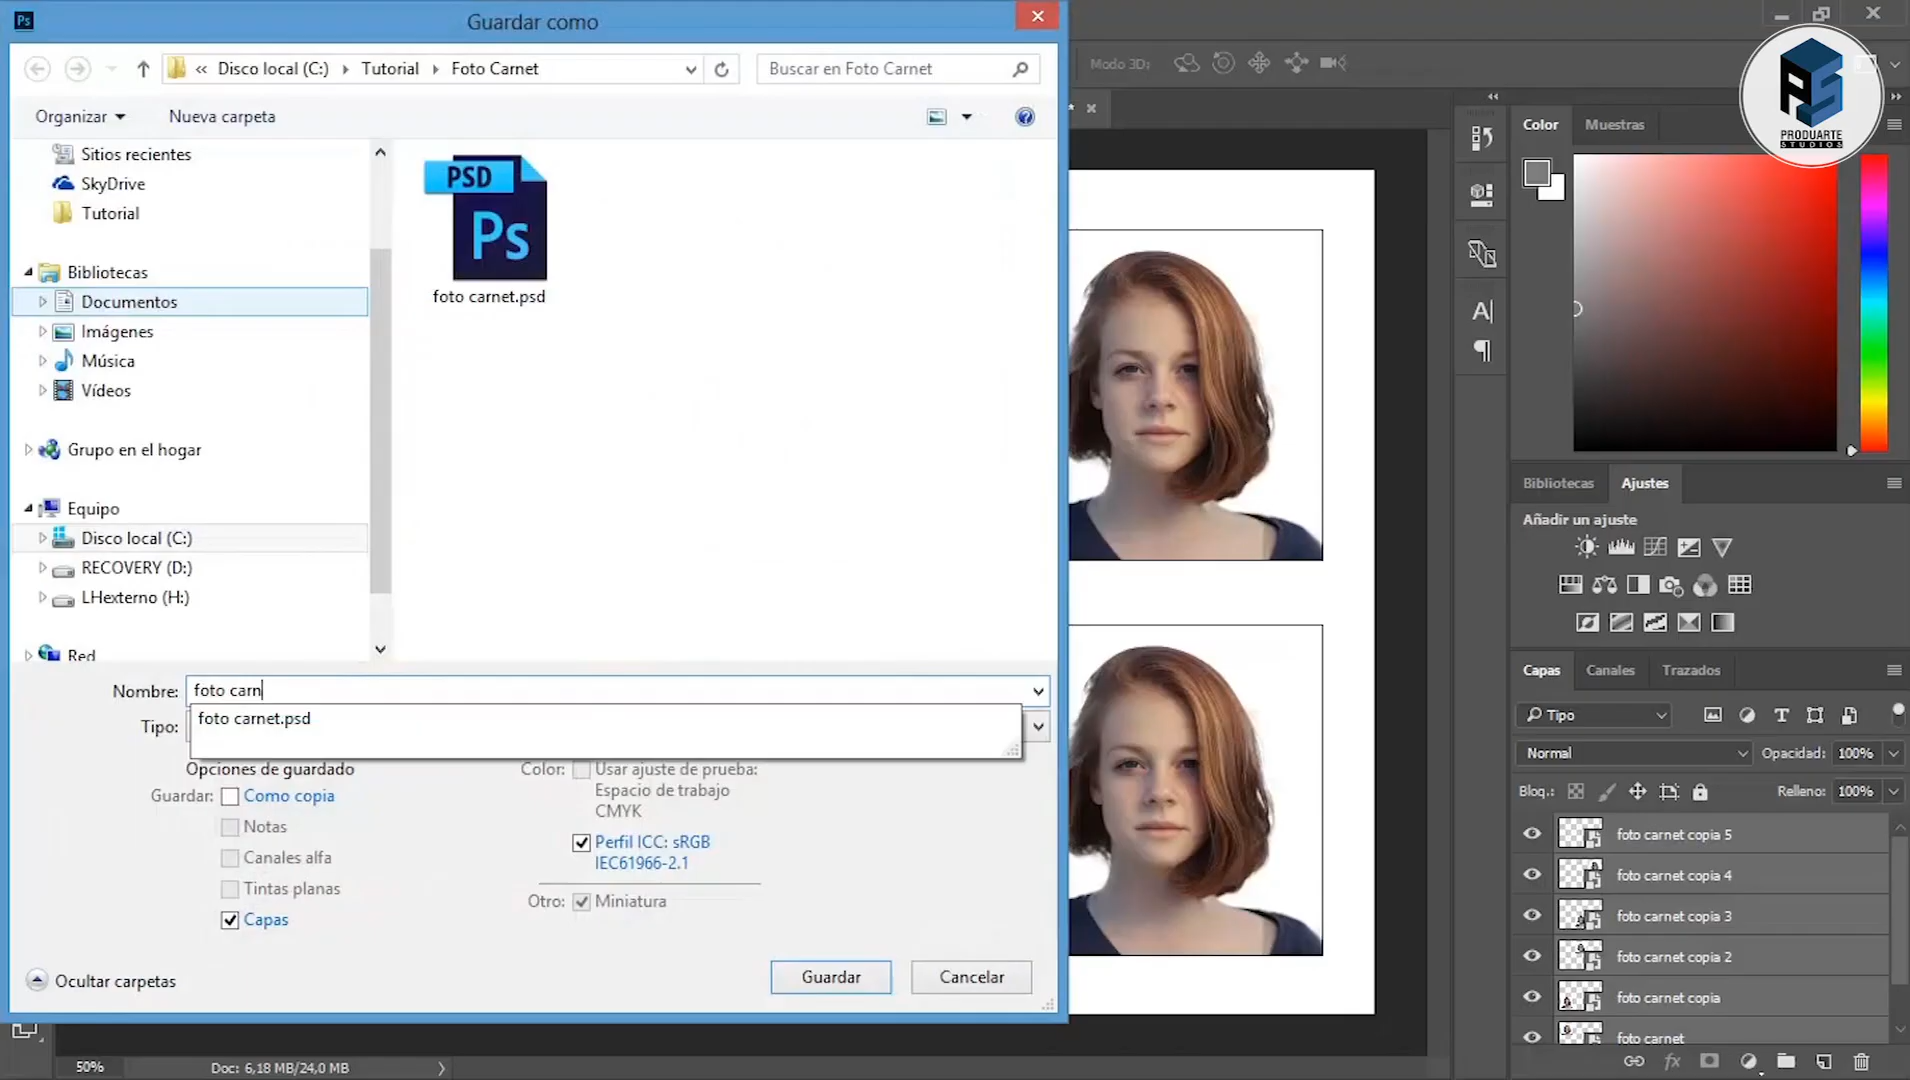 Ps
Guardar como
« Disco local (C:) Tutorial Foto Carnet
Buscar en Foto Carnet
Organizar
Nueva carpeta
Sitios recientes
SkyDrive
Tutorial
Bibliotecas
Documentos
Imágenes
Música
Vídeos
Grupo en el hogar
Equipo
Disco local (C:)
RECOVERY (D:)
LHexterno (H:)
Red
PSD
Ps
foto carnet.psd
Nombre: foto carn
foto carnet.psd
Tipo:
Opciones de guardado
Guardar: Como copia
Notas
Canales alfa
Tintas planas
Capas
Color: Usar ajuste de prueba:
Espacio de trabajo
CMYK
Perfil ICC: sRGB
IEC61966-2.1
Otro: Miniatura
Ocultar carpetas
Guardar
Cancelar
50%
Doc: 6,18 MB/24,0 MB
Modo 3D:
PS
PRODUARTE
STUDIOS
Color
Muestras
Bibliotecas
Ajustes
Añadir un ajuste
Capas
Canales
Trazados
Tipo
Normal
Opacidad: 100%
Bloq.:
Relleno: 100%
foto carnet copia 5
foto carnet copia 4
foto carnet copia 3
foto carnet copia 2
foto carnet copia
foto carnet
fx